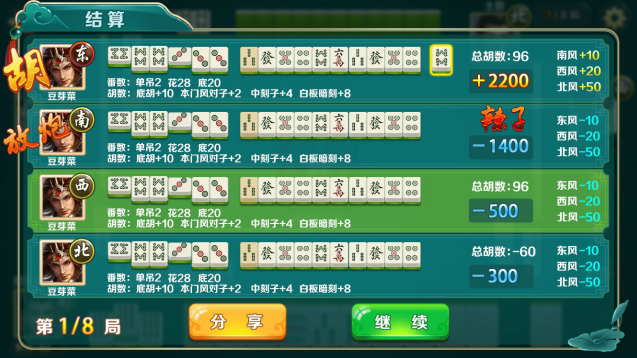 结算
胡
东
豆芽菜
番数：单吊2 花28 底20
胡数：底胡+10 本门风对子+2 中刻子+4 白板暗刻+8
总胡数：96
+2200
南风+10
西风+20
北风+50
放炮
南
豆芽菜
番数：单吊2 花28 底20
胡数：底胡+10 本门风对子+2 中刻子+4 白板暗刻+8
辣子
-1400
东风-10
西风-20
北风-50
西
豆芽菜
番数：单吊2 花28 底20
胡数：底胡+10 本门风对子+2 中刻子+4 白板暗刻+8
总胡数：96
-500
东风-10
西风-20
北风-50
北
豆芽菜
番数：单吊2 花28 底20
胡数：底胡+10 本门风对子+2 中刻子+4 白板暗刻+8
总胡数：-60
-300
东风-10
西风-20
北风-50
第 1/8 局
分享
继续